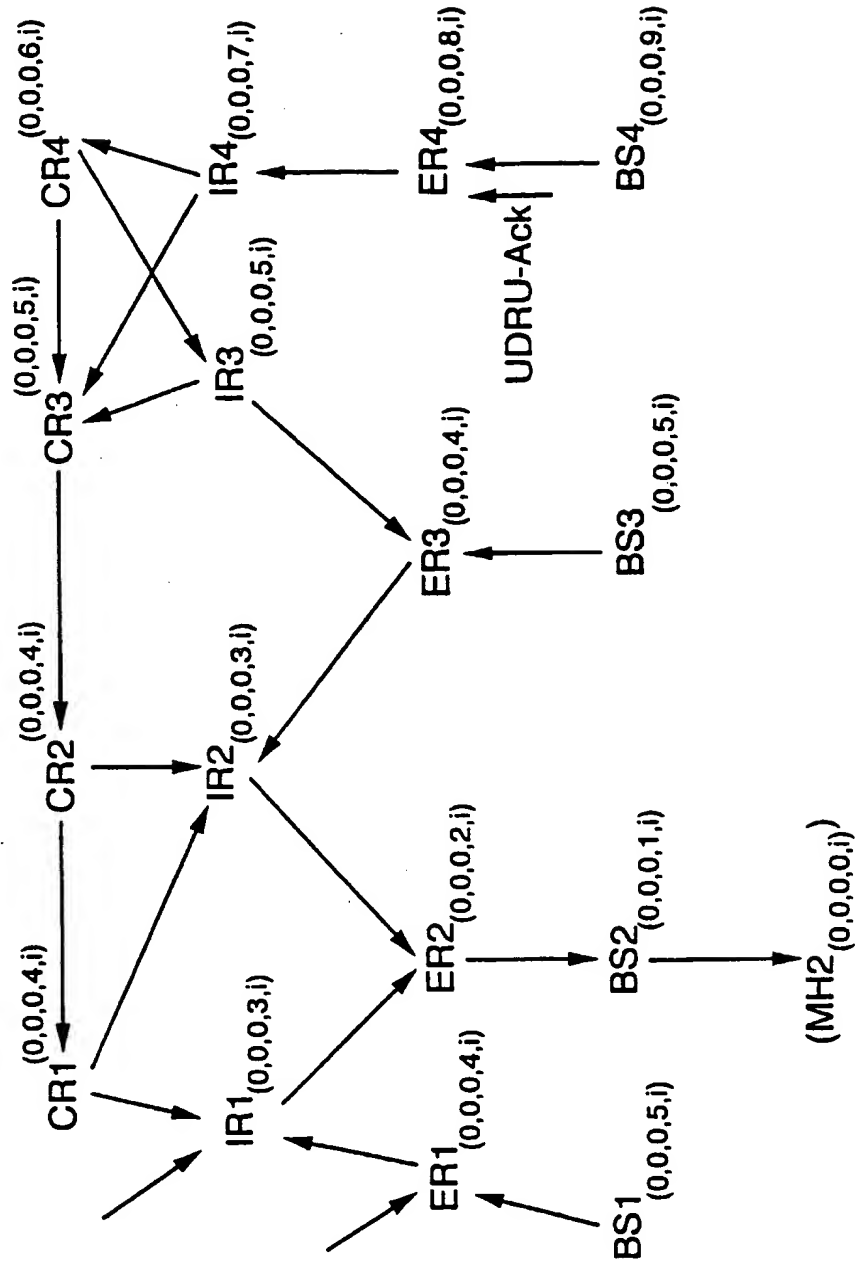 CR1(0,0,0,4,i) CR2(0,0,0,4,i) CR3(0,0,0,5,i) CR4(0,0,0,6,i)
IR1(0,0,0,3,i) IR2(0,0,0,3,i) IR3(0,0,0,5,i) IR4(0,0,0,7,i)
ER1(0,0,0,4,i) ER2(0,0,0,2,i) ER3(0,0,0,4,i) ER4(0,0,0,8,i)
UDRU-Ack
BS1(0,0,0,5,i) BS2(0,0,0,1,i) BS3(0,0,0,5,i) BS4(0,0,0,9,i)
(MH2(0,0,0,0,i))